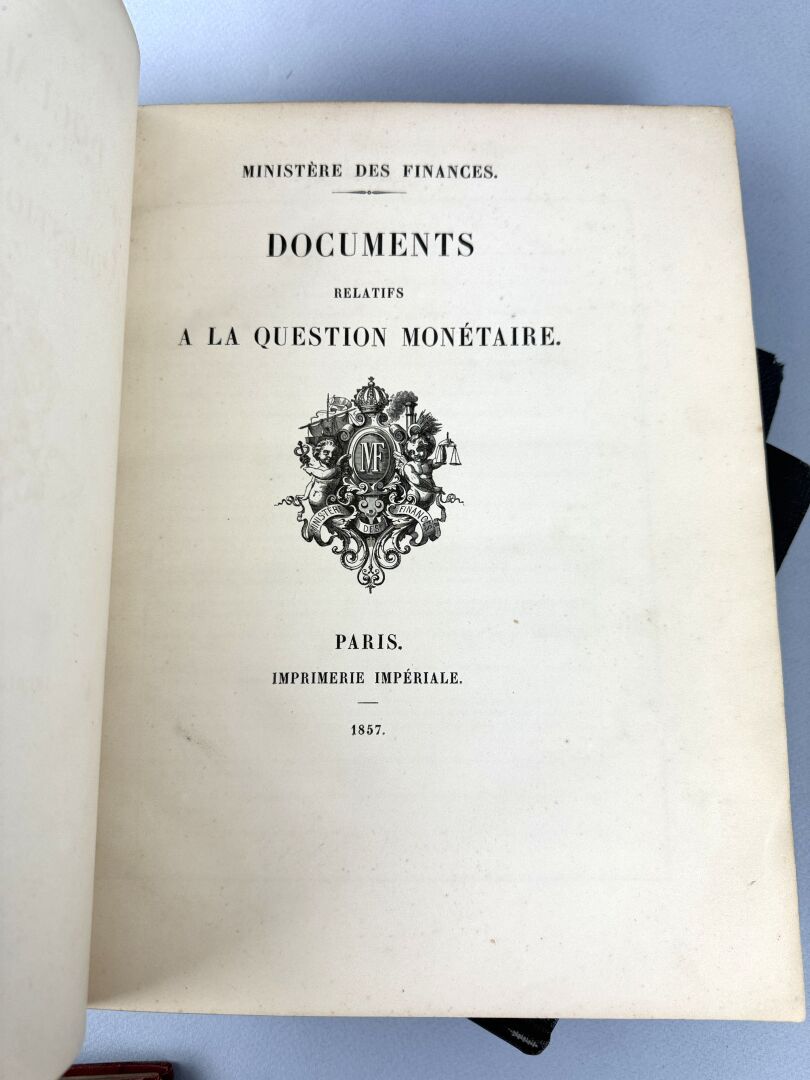 MINISTÈRE DES FINANCES.
DOCUMENTS
RELATIFS
A LA QUESTION MONÉTAIRE.
MF
MINISTÈRE DES FINANCES
PARIS.
IMPRIMERIE IMPÉRIALE.
1857.